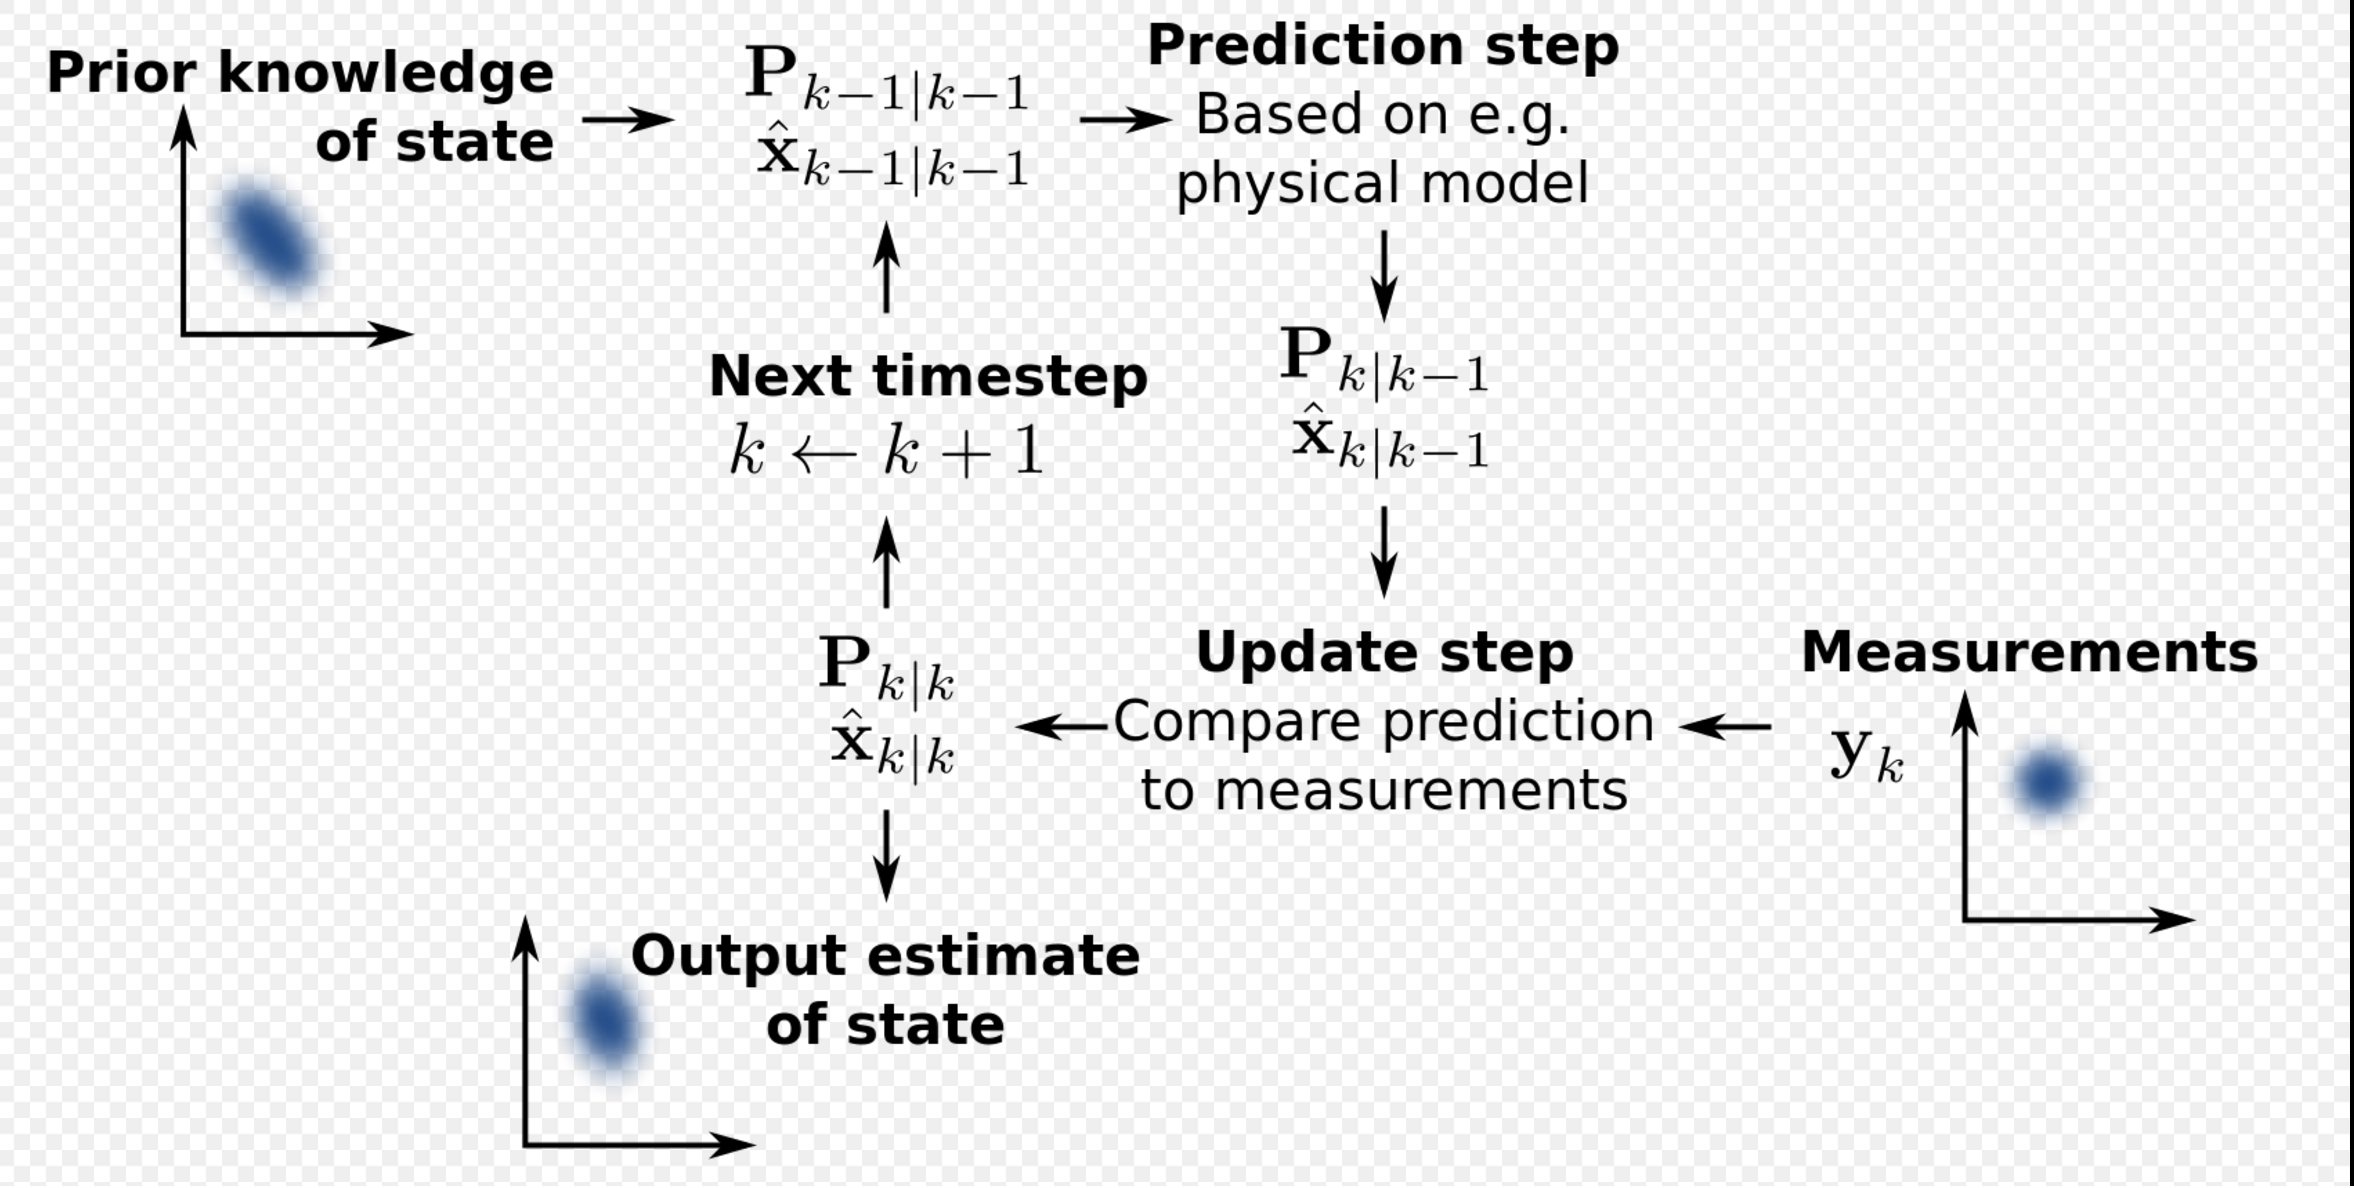 Prior knowledge
of state
P_{k−1|k−1}
x̂_{k−1|k−1}
Prediction step
Based on e.g.
physical model
Next timestep
k ← k + 1
P_{k|k−1}
x̂_{k|k−1}
P_{k|k}
x̂_{k|k}
Update step
Compare prediction
to measurements
Measurements
y_k
Output estimate
of state